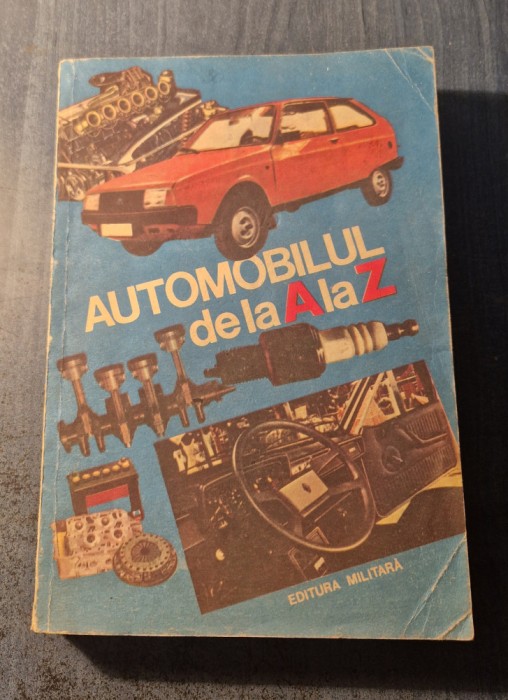 AUTOMOBILUL
de la A la Z
EDITURA MILITARĂ